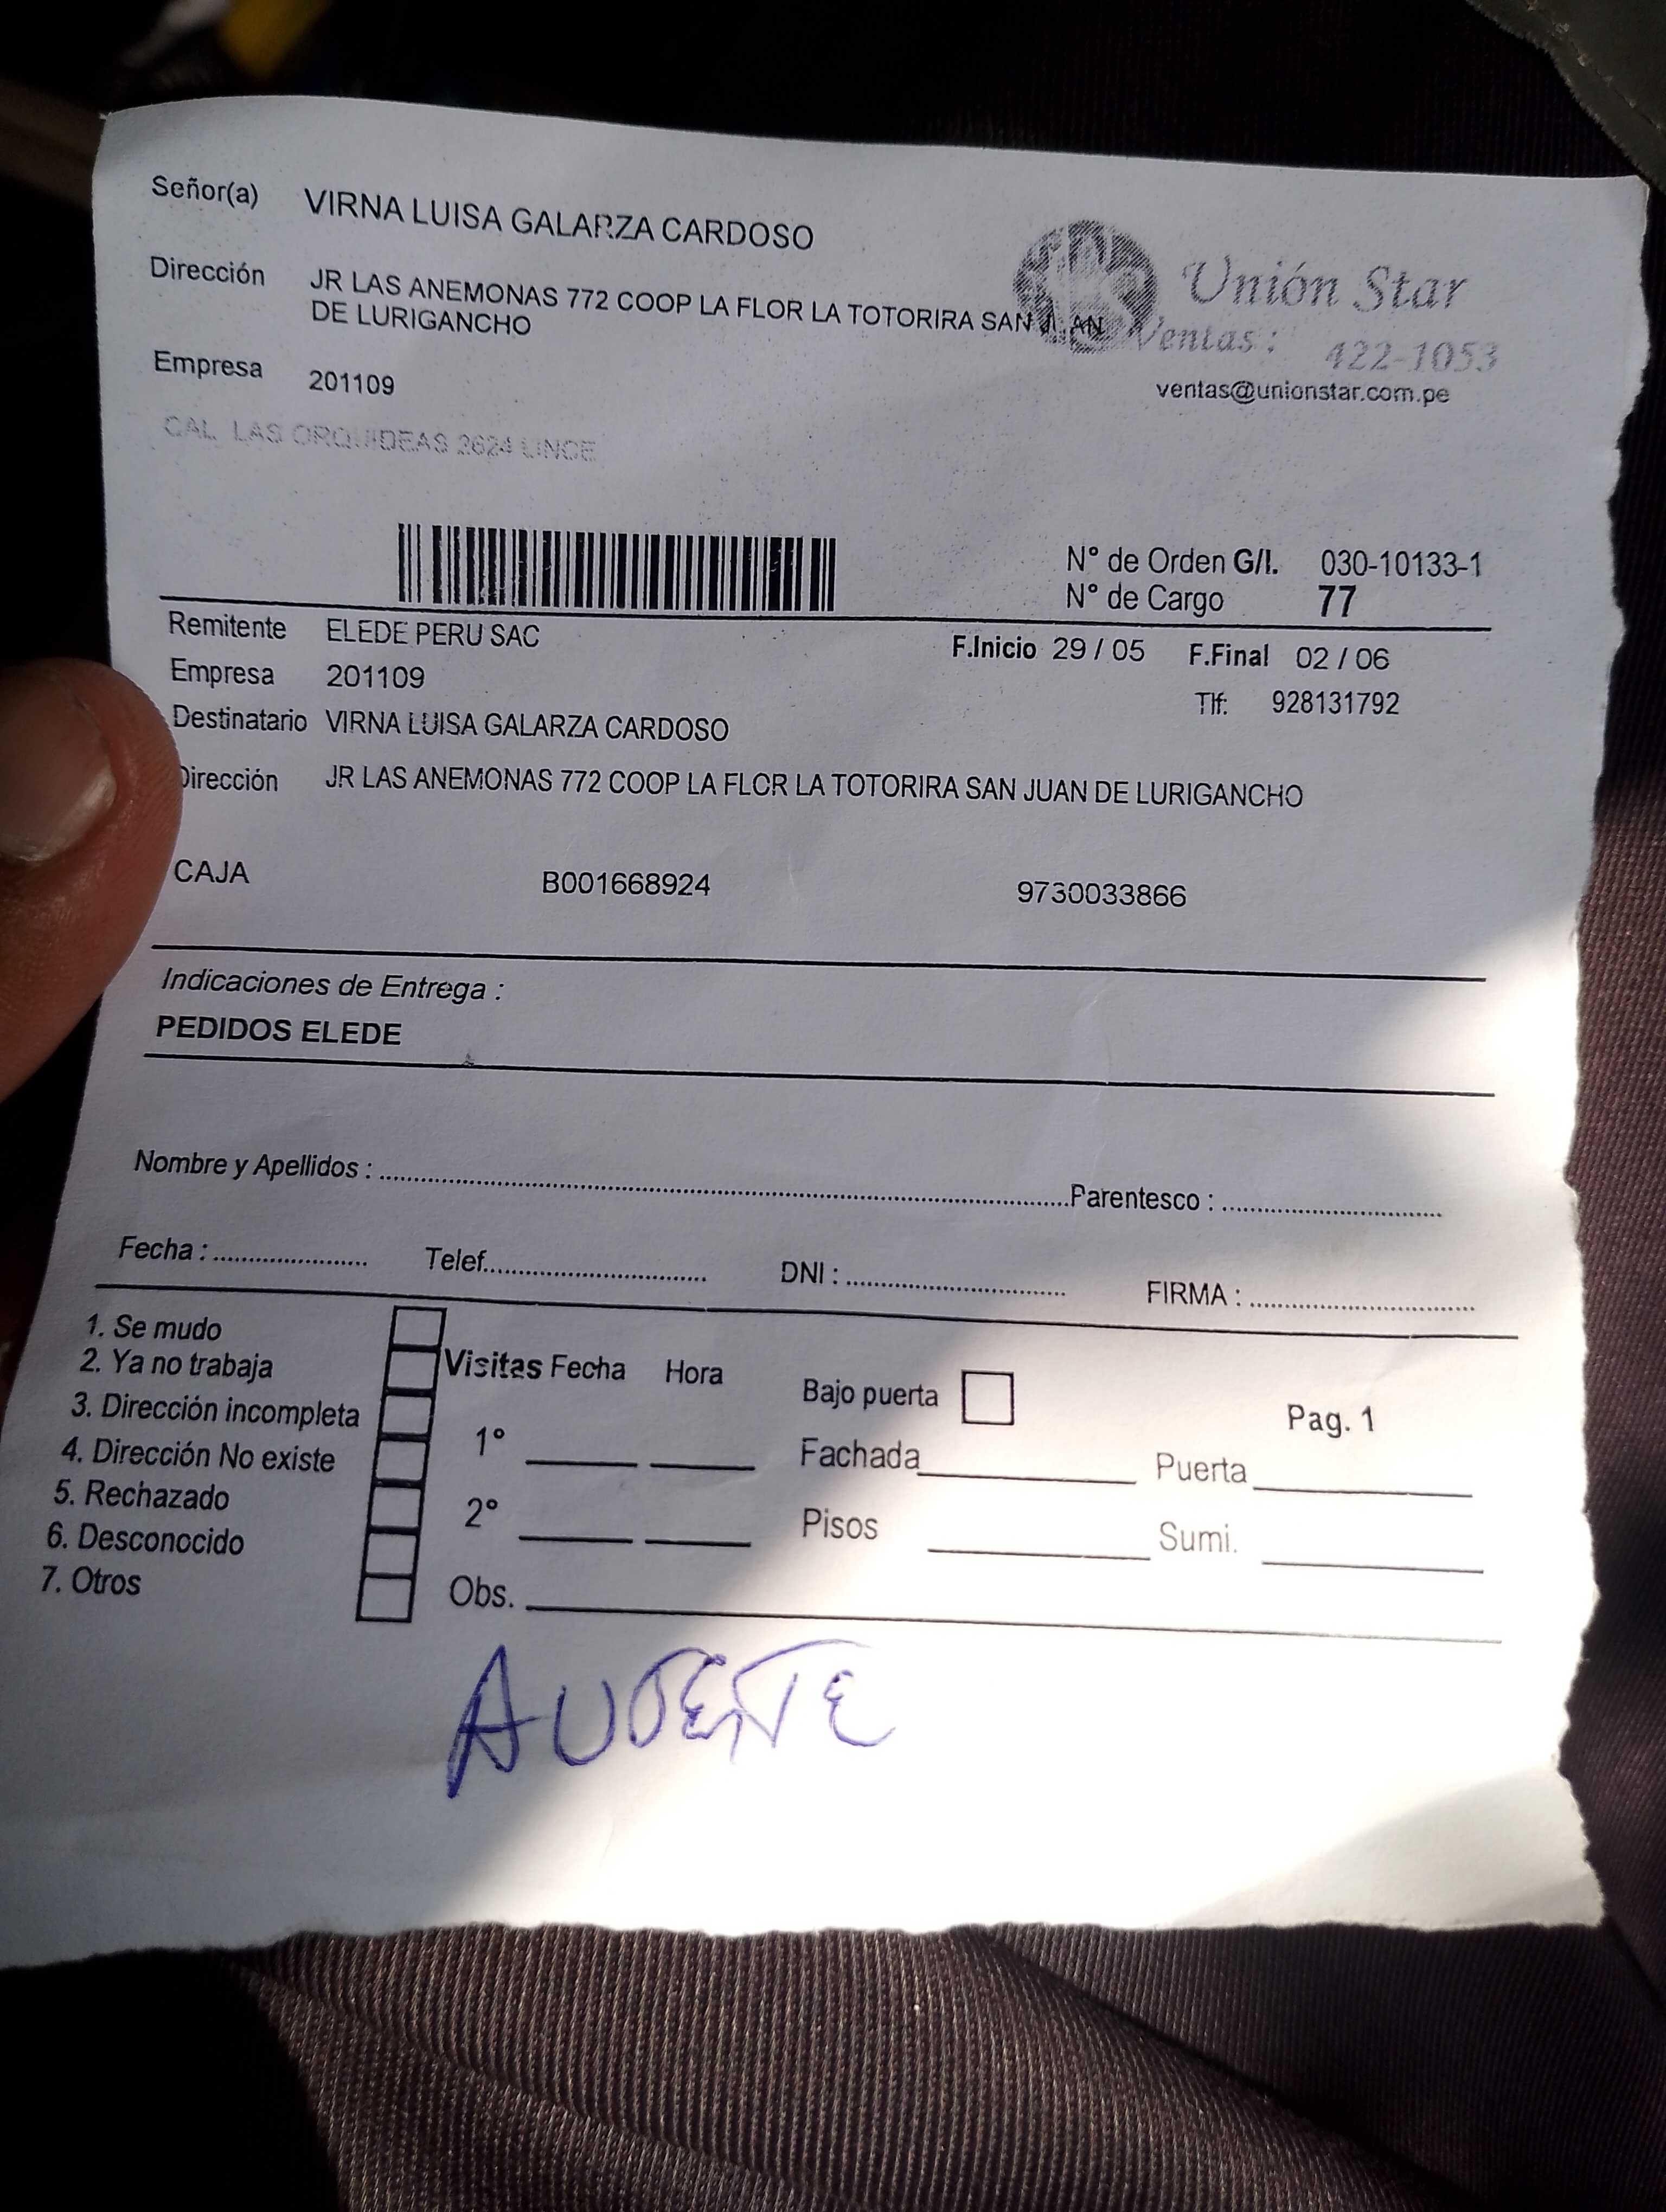 Señor(a) VIRNA LUISA GALARZA CARDOSO
Dirección JR LAS ANEMONAS 772 COOP LA FLOR LA TOTORIRA SAN JUAN
DE LURIGANCHO
Unión Star
Ventas : 422-1053
ventas@unionstar.com.pe
Empresa 201109
CAL LAS ORQUIDEAS 2624 LINCE
N° de Orden G/I. 030-10133-1
N° de Cargo 77
Remitente ELEDE PERU SAC
F.Inicio 29 / 05 F.Final 02 / 06
Empresa 201109
Tlf: 928131792
Destinatario VIRNA LUISA GALARZA CARDOSO
Dirección JR LAS ANEMONAS 772 COOP LA FLOR LA TOTORIRA SAN JUAN DE LURIGANCHO
CAJA B001668924 9730033866
Indicaciones de Entrega :
PEDIDOS ELEDE
Nombre y Apellidos : Parentesco :
Fecha : Telef. DNI : FIRMA :
1. Se mudo
2. Ya no trabaja
3. Dirección incompleta
4. Dirección No existe
5. Rechazado
6. Desconocido
7. Otros
Visitas Fecha Hora
1°
2°
Obs.
Bajo puerta Pag. 1
Fachada Puerta
Pisos Sumi.
AUSENTE